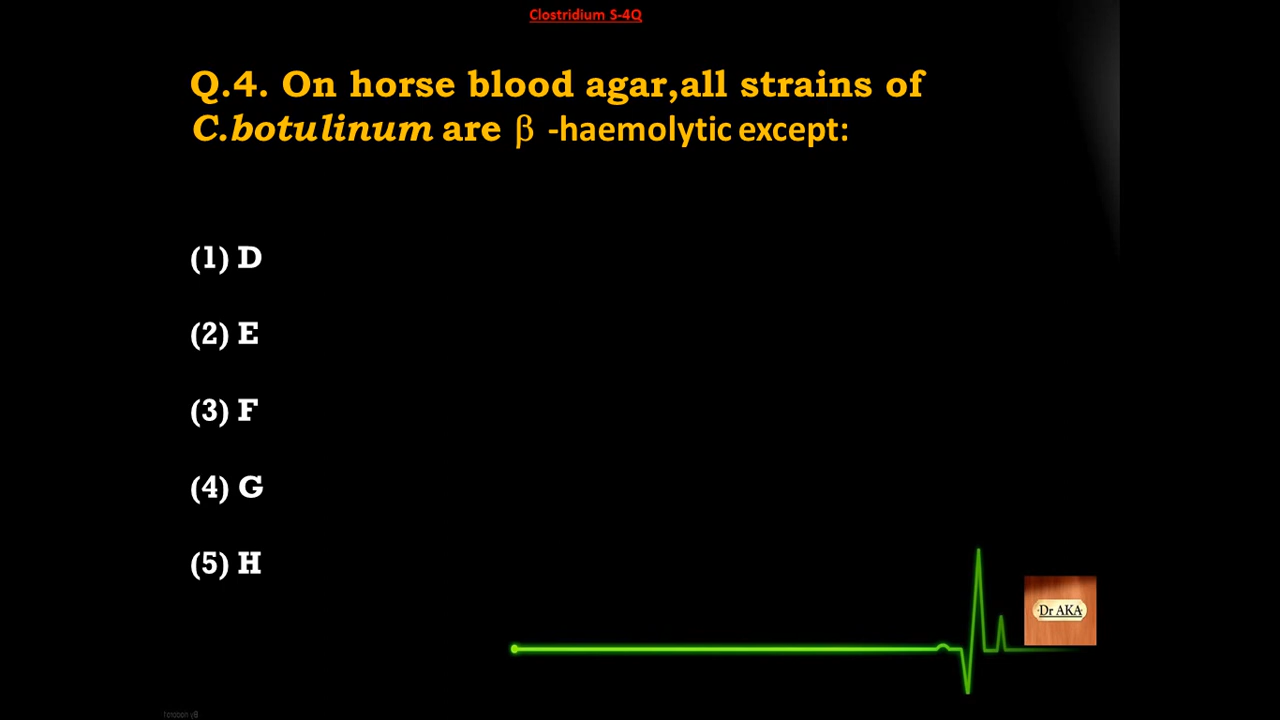 Clostridium S-4Q
Q.4. On horse blood agar,all strains of
C.botulinum are β -haemolytic except:
(1) D
(2) E
(3) F
(4) G
(5) H
Dr AKA